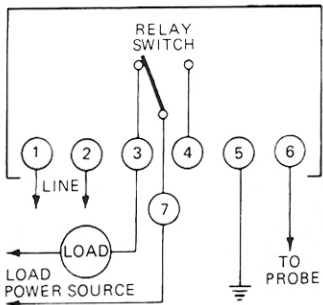 RELAY
SWITCH
1 2 3 4 5 6
LINE
7
LOAD
LOAD
POWER SOURCE
TO
PROBE